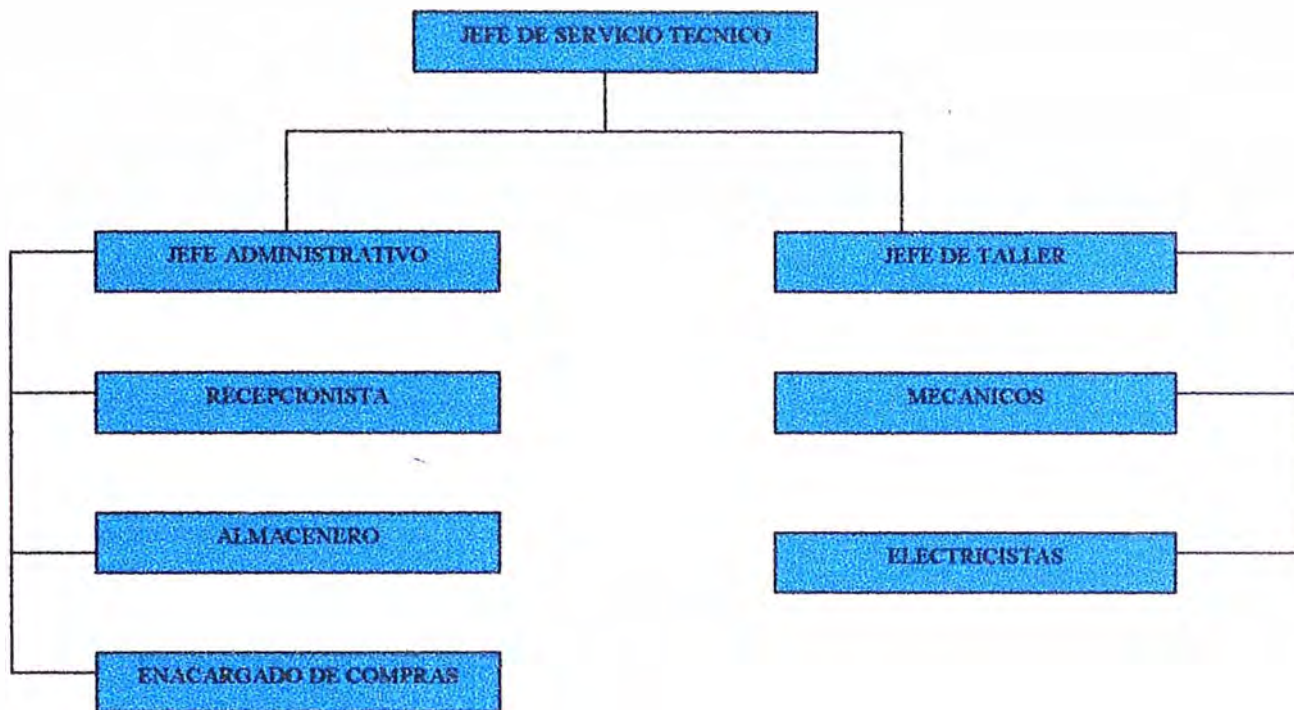 JEFE DE SERVICIO TECNICO
JEFE ADMINISTRATIVO
JEFE DE TALLER
RECEPCIONISTA
MECANICOS
ALMACENERO
ELECTRICISTAS
ENACARGADO DE COMPRAS